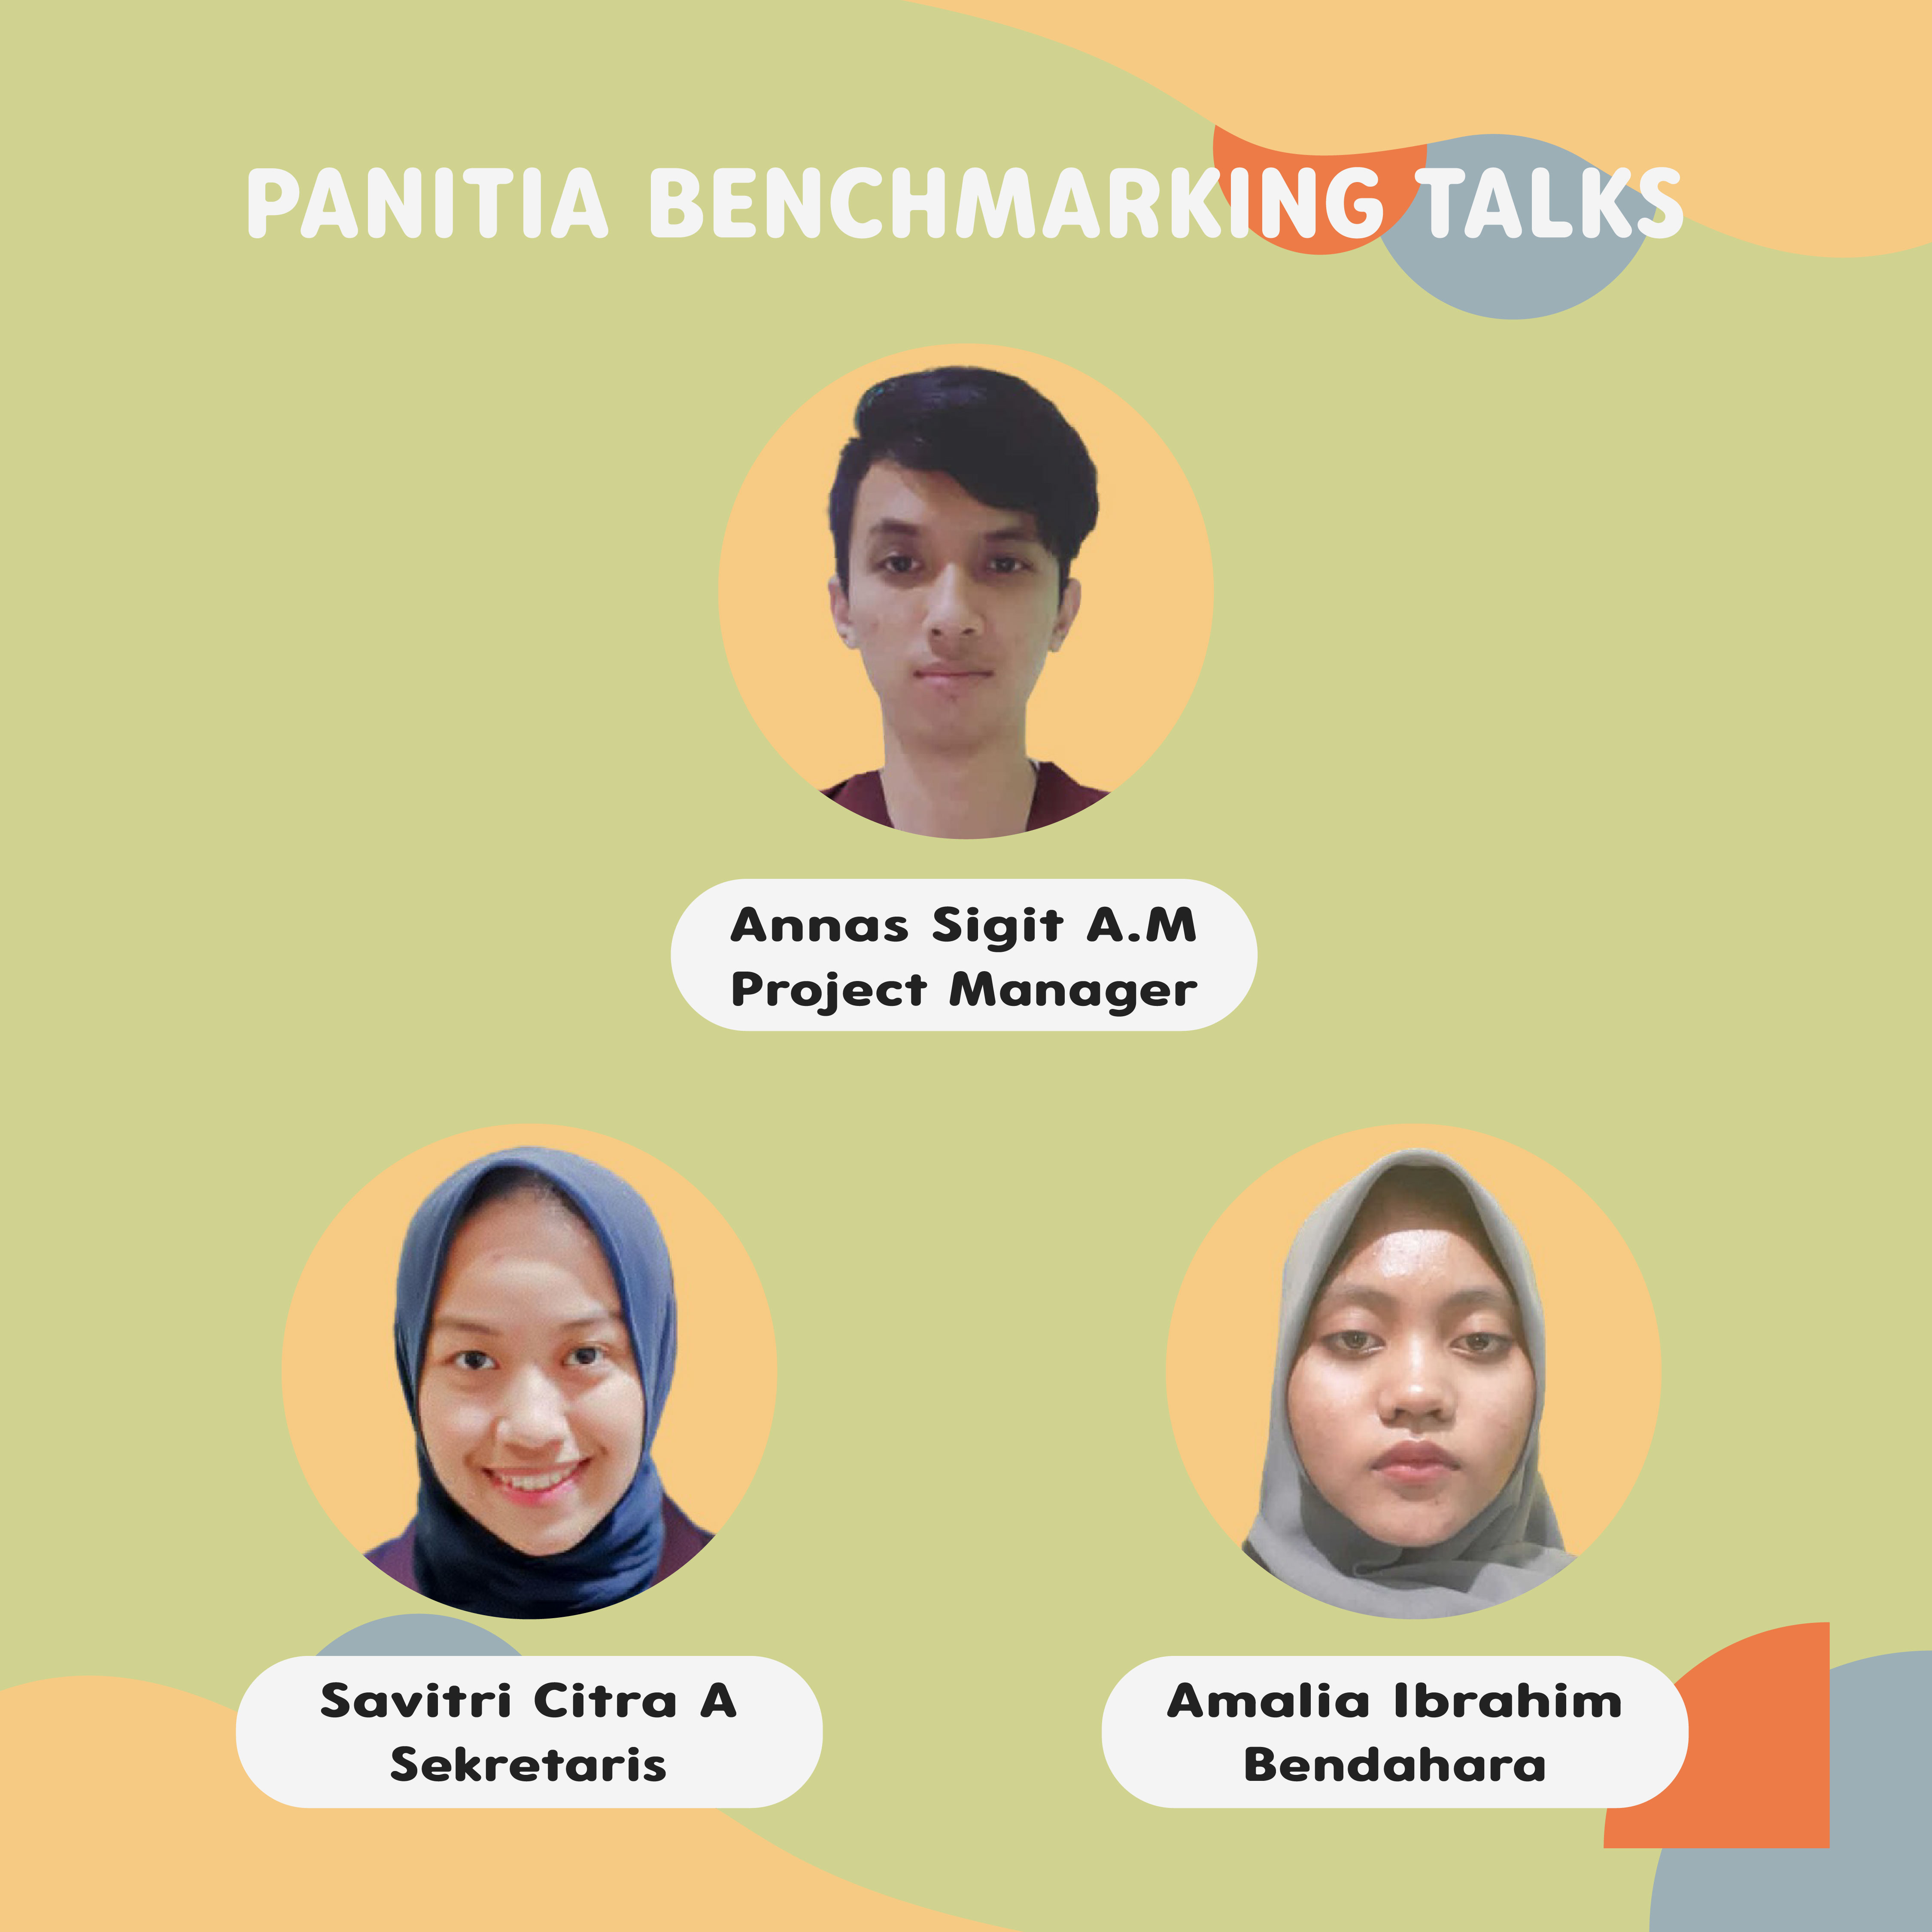 PANITIA BENCHMARKING TALKS
Annas Sigit A.M
Project Manager
Savitri Citra A
Sekretaris
Amalia Ibrahim
Bendahara